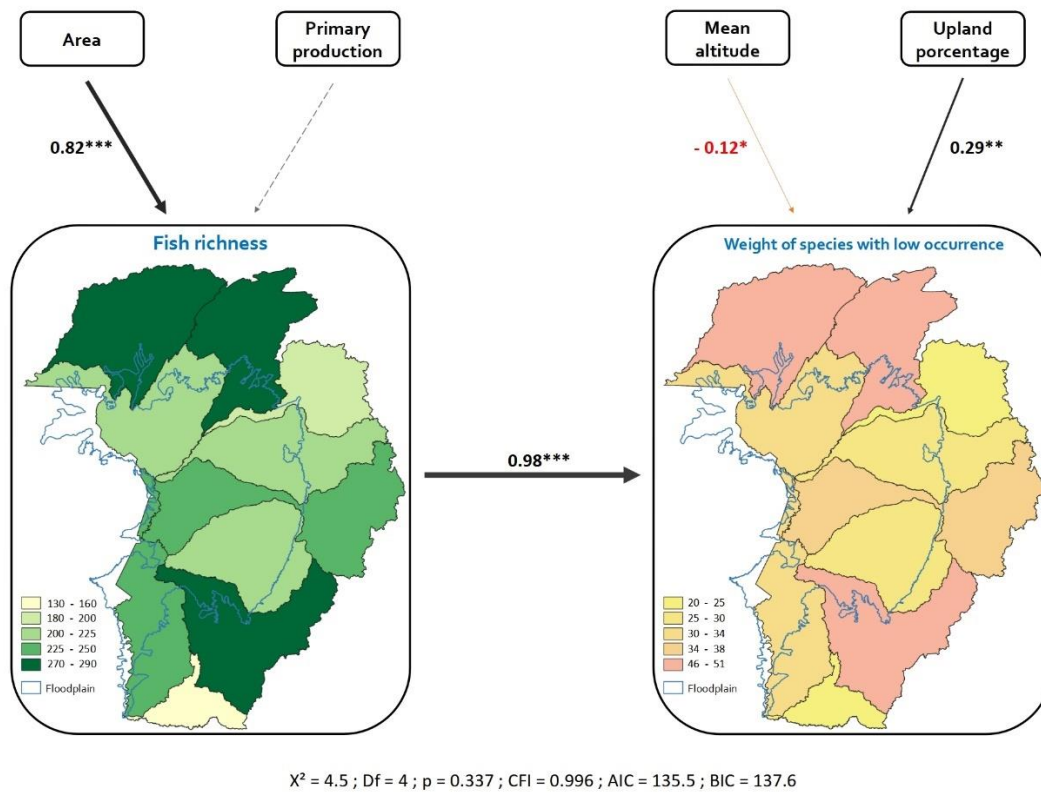 Area
Primary
production
Mean
altitude
Upland
porcentage
0.82***
- 0.12*
0.29**
Fish richness
130 - 160
180 - 200
200 - 225
225 - 250
270 - 290
Floodplain
0.98***
Weight of species with low occurrence
20 - 25
25 - 30
30 - 34
34 - 38
46 - 51
Floodplain
X² = 4.5 ; Df = 4 ; p = 0.337 ; CFI = 0.996 ; AIC = 135.5 ; BIC = 137.6